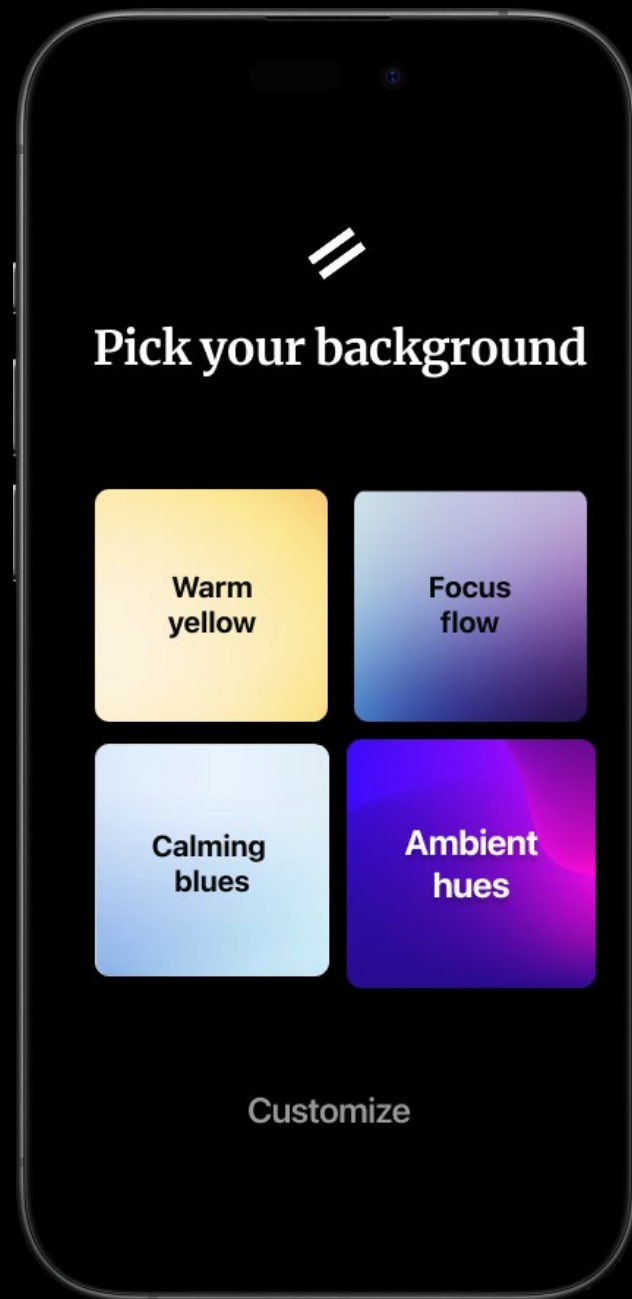 Pick your background
Warm
yellow
Focus
flow
Calming
blues
Ambient
hues
Customize